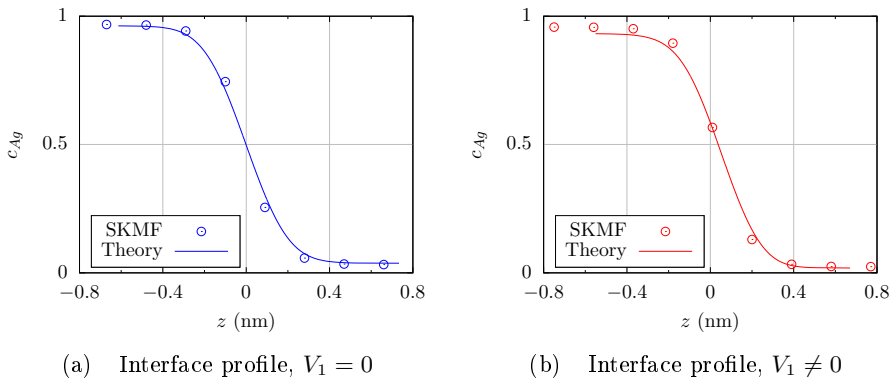 1
0.5
0
c_{Ag}
SKMF
Theory
−0.8 −0.4 0 0.4 0.8
z (nm)
(a) Interface profile, V_1 = 0
1
0.5
0
c_{Ag}
SKMF
Theory
−0.8 −0.4 0 0.4 0.8
z (nm)
(b) Interface profile, V_1 ≠ 0